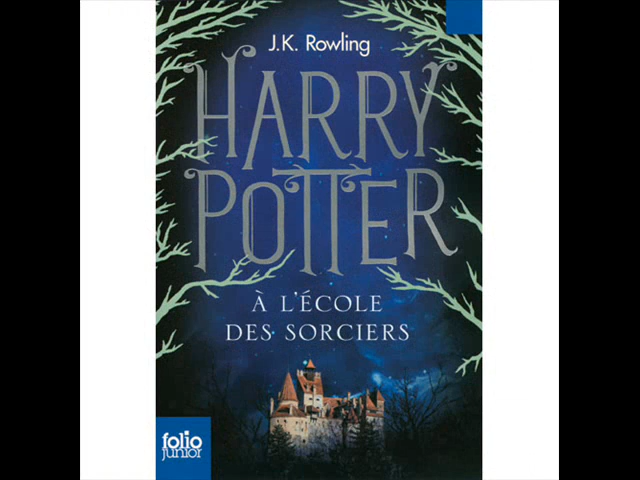 J.K. Rowling
HARRY
POTTER
À L'ÉCOLE
DES SORCIERS
folio
junior